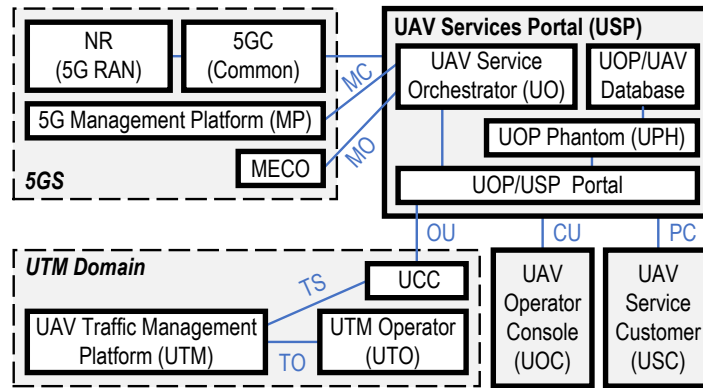 NR
(5G RAN)
5GC
(Common)
5G Management Platform (MP)
MECO
5GS
MC
MO
UAV Services Portal (USP)
UAV Service
Orchestrator (UO)
UOP/UAV
Database
UOP Phantom (UPH)
UOP/USP Portal
OU
CU
PC
UTM Domain
UCC
TS
UAV Traffic Management
Platform (UTM)
TO
UTM Operator
(UTO)
UAV
Operator
Console
(UOC)
UAV
Service
Customer
(USC)